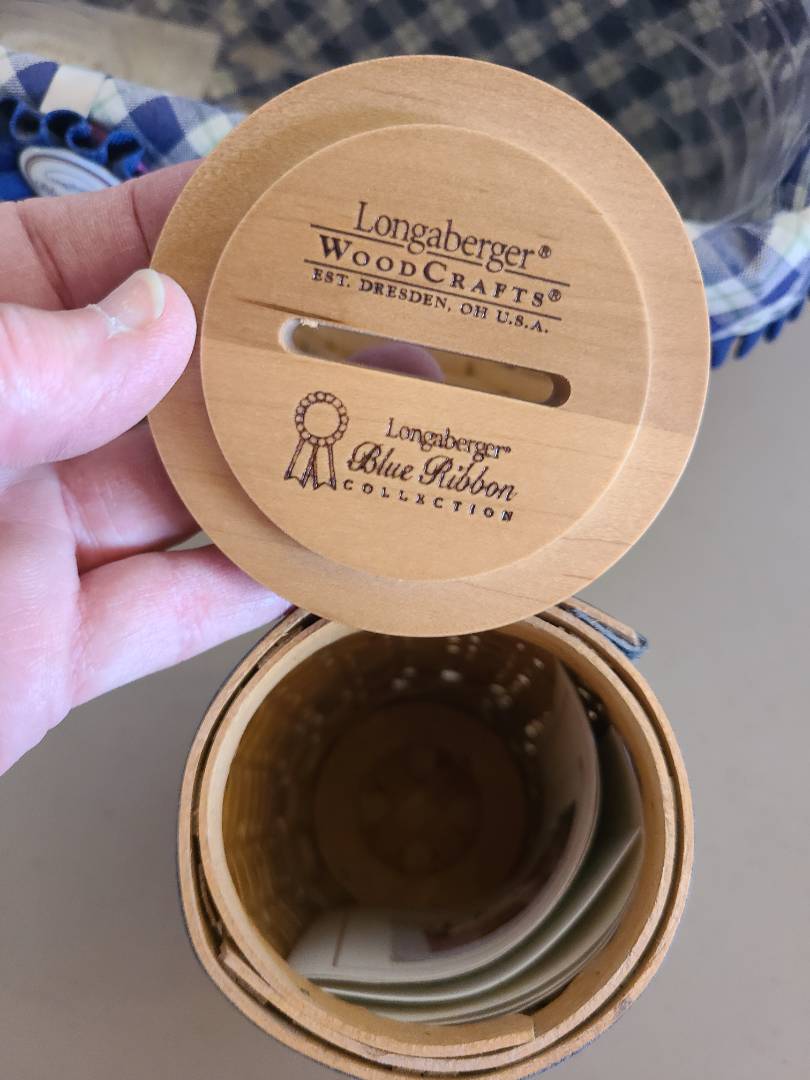 Longaberger®
WOODCRAFTS®
EST. DRESDEN, OH U.S.A.
Longaberger®
Blue Ribbon
COLLECTION